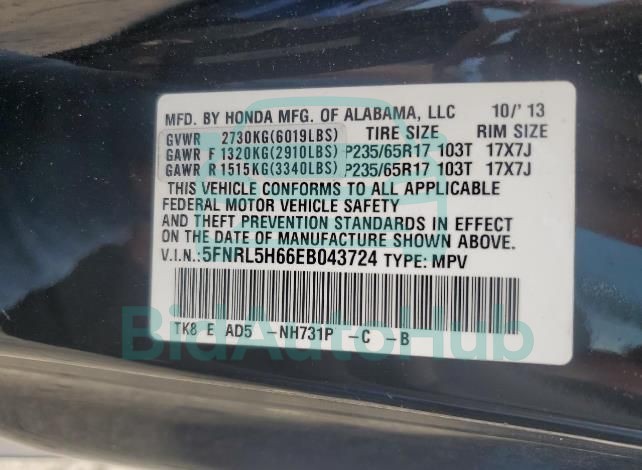 MFD. BY HONDA MFG. OF ALABAMA, LLC 10/'13
GVWR 2730KG(6019LBS) TIRE SIZE RIM SIZE
GAWR F 1320KG(2910LBS) P235/65R17 103T 17X7J
GAWR R 1515KG(3340LBS) P235/65R17 103T 17X7J
THIS VEHICLE CONFORMS TO ALL APPLICABLE
FEDERAL MOTOR VEHICLE SAFETY
AND THEFT PREVENTION STANDARDS IN EFFECT
ON THE DATE OF MANUFACTURE SHOWN ABOVE.
V.I.N.:5FNRL5H66EB043724 TYPE: MPV
TK8 E AD5 -NH731P -C -B
BidAutoHub